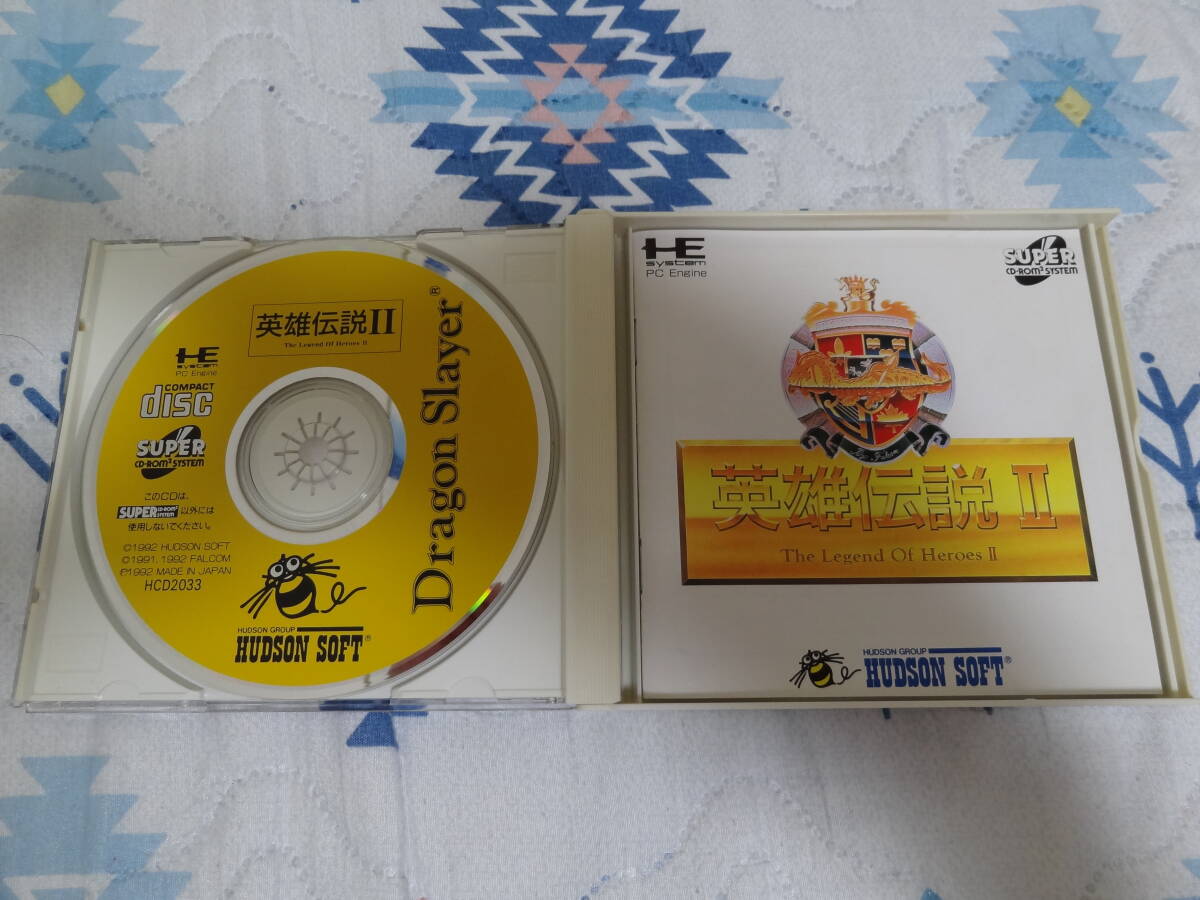 英雄伝説II
The Legend Of Heroes II
HE
system
PC Engine
COMPACT
disc
SUPER
CD-ROM² SYSTEM
このCDは、
SUPER CD-ROM² SYSTEM 以外には
使用しないでください。
©1992 HUDSON SOFT
©1991, 1992 FALCOM
℗1992 MADE IN JAPAN
HCD2033
HUDSON GROUP
HUDSON SOFT®
Dragon Slayer®
HE
system
PC Engine
SUPER
CD-ROM² SYSTEM
英雄伝説 II
The Legend Of Heroes II
HUDSON GROUP
HUDSON SOFT®